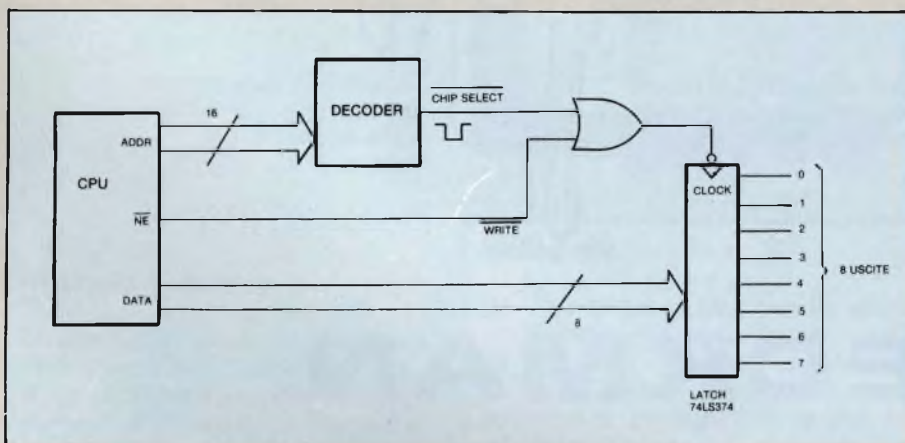 16
DECODER
CHIP SELECT
ADDR
CPU
CLOCK
0
1
NE
WRITE
2
3
8 USCITE
4
DATA
5
8
6
7
LATCH
74LS374